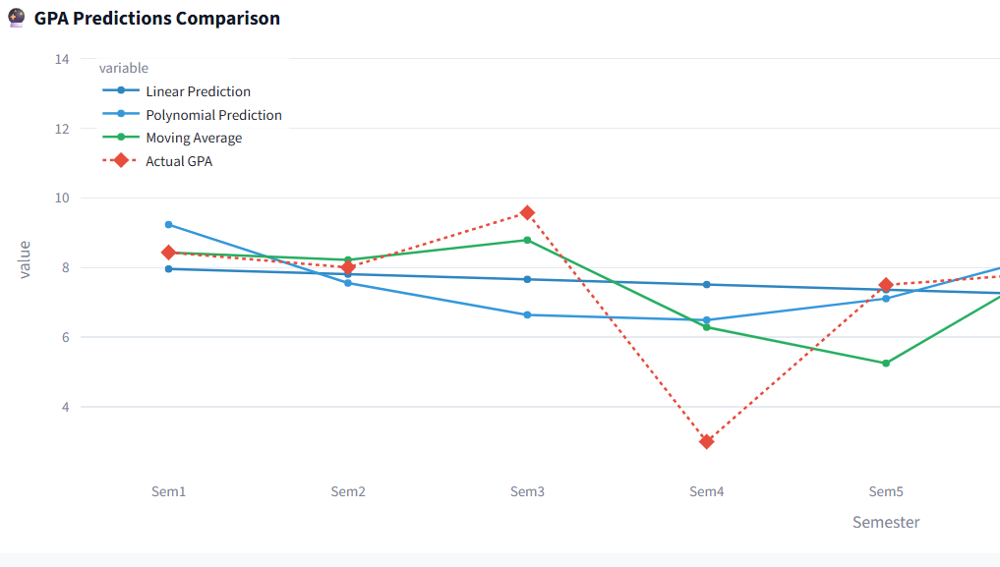 🔮 GPA Predictions Comparison
14
12
10
8
6
4
value
variable
Linear Prediction
Polynomial Prediction
Moving Average
Actual GPA
Sem1 Sem2 Sem3 Sem4 Sem5
Semester